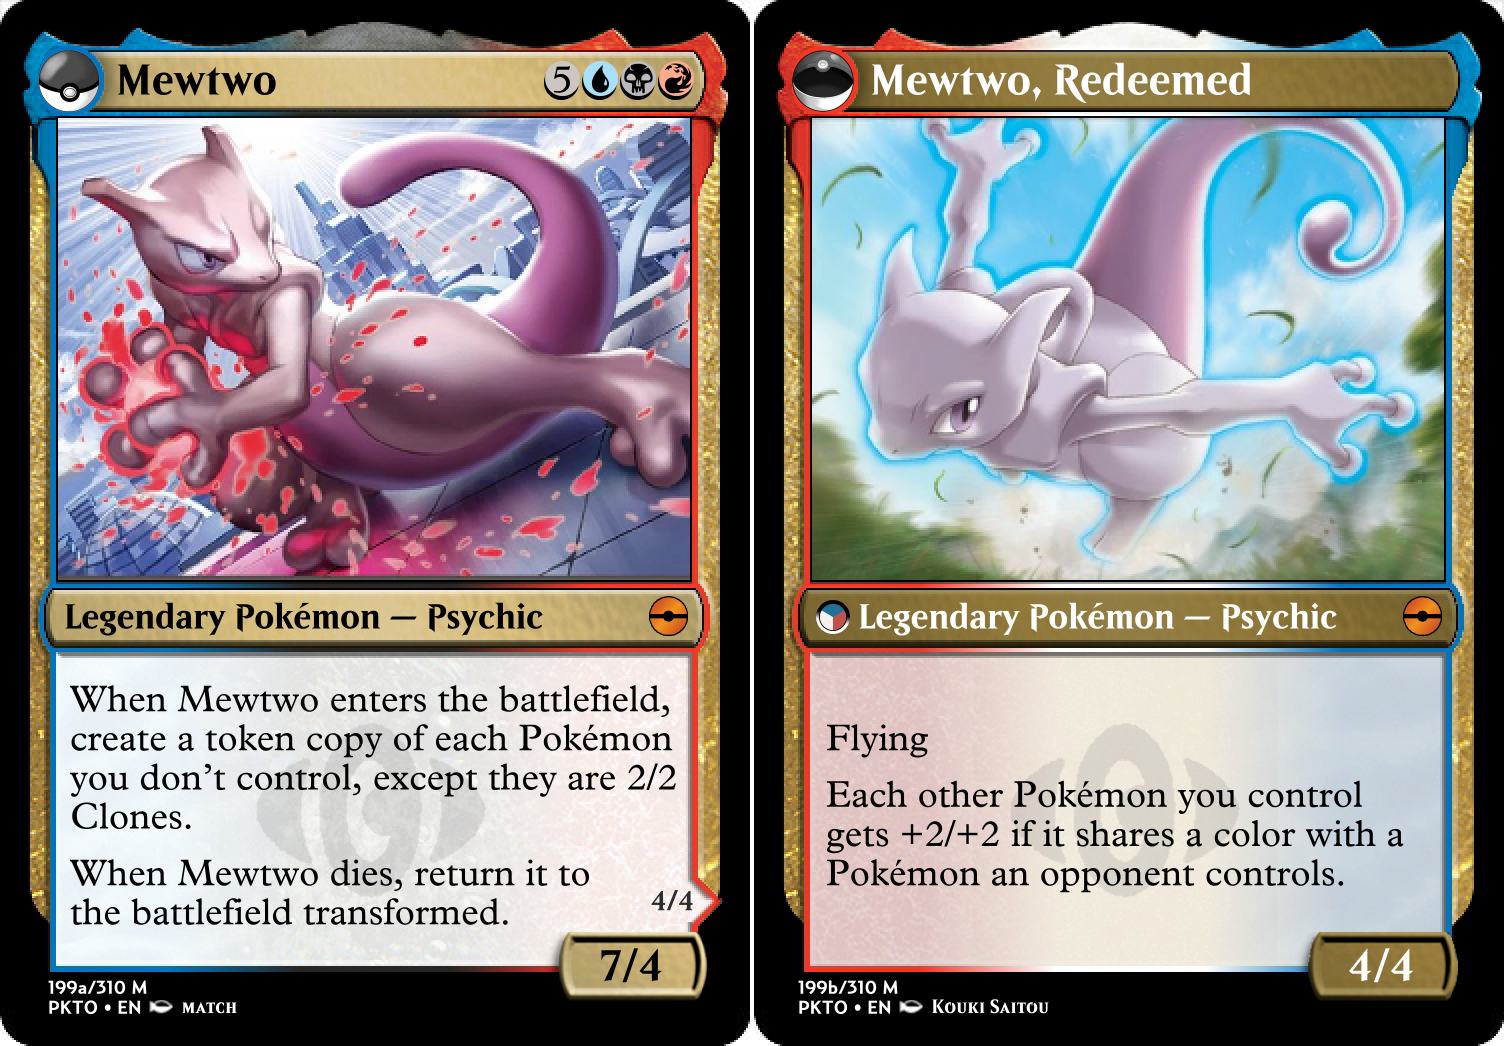 Mewtwo 5
Legendary Pokémon — Psychic
When Mewtwo enters the battlefield,
create a token copy of each Pokémon
you don't control, except they are 2/2
Clones.
When Mewtwo dies, return it to
the battlefield transformed.
4/4
7/4
199a/310 M
PKTO • EN MATCH
Mewtwo, Redeemed
Legendary Pokémon — Psychic
Flying
Each other Pokémon you control
gets +2/+2 if it shares a color with a
Pokémon an opponent controls.
4/4
199b/310 M
PKTO • EN Kouki Saitou